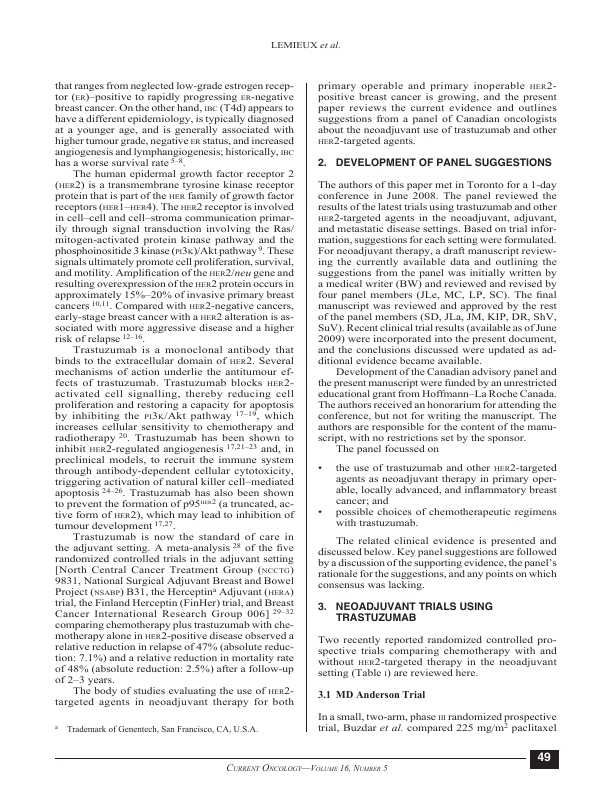 LEMIEUX et al.
that ranges from neglected low-grade estrogen recep-
tor (ER)–positive to rapidly progressing ER-negative
breast cancer. On the other hand, IBC (T4d) appears to
have a different epidemiology, is typically diagnosed
at a younger age, and is generally associated with
higher tumour grade, negative ER status, and increased
angiogenesis and lymphangiogenesis; historically, IBC
has a worse survival rate 5–8.
The human epidermal growth factor receptor 2
(HER2) is a transmembrane tyrosine kinase receptor
protein that is part of the HER family of growth factor
receptors (HER1–HER4). The HER2 receptor is involved
in cell–cell and cell–stroma communication primar-
ily through signal transduction involving the Ras/
mitogen-activated protein kinase pathway and the
phosphoinositide 3 kinase (PI3K)/Akt pathway 9. These
signals ultimately promote cell proliferation, survival,
and motility. Amplification of the HER2/neu gene and
resulting overexpression of the HER2 protein occurs in
approximately 15%–20% of invasive primary breast
cancers 10,11. Compared with HER2-negative cancers,
early-stage breast cancer with a HER2 alteration is as-
sociated with more aggressive disease and a higher
risk of relapse 12–16.
Trastuzumab is a monoclonal antibody that
binds to the extracellular domain of HER2. Several
mechanisms of action underlie the antitumour ef-
fects of trastuzumab. Trastuzumab blocks HER2-
activated cell signalling, thereby reducing cell
proliferation and restoring a capacity for apoptosis
by inhibiting the PI3K/Akt pathway 17–19, which
increases cellular sensitivity to chemotherapy and
radiotherapy 20. Trastuzumab has been shown to
inhibit HER2-regulated angiogenesis 17,21–23 and, in
preclinical models, to recruit the immune system
through antibody-dependent cellular cytotoxicity,
triggering activation of natural killer cell–mediated
apoptosis 24–26. Trastuzumab has also been shown
to prevent the formation of p95HER2 (a truncated, ac-
tive form of HER2), which may lead to inhibition of
tumour development 17,27.
Trastuzumab is now the standard of care in
the adjuvant setting. A meta-analysis 28 of the five
randomized controlled trials in the adjuvant setting
[North Central Cancer Treatment Group (NCCTG)
9831, National Surgical Adjuvant Breast and Bowel
Project (NSABP) B31, the Herceptina Adjuvant (HERA)
trial, the Finland Herceptin (FinHer) trial, and Breast
Cancer International Research Group 006] 29–32
comparing chemotherapy plus trastuzumab with che-
motherapy alone in HER2-positive disease observed a
relative reduction in relapse of 47% (absolute reduc-
tion: 7.1%) and a relative reduction in mortality rate
of 48% (absolute reduction: 2.5%) after a follow-up
of 2–3 years.
The body of studies evaluating the use of HER2-
targeted agents in neoadjuvant therapy for both
a Trademark of Genentech, San Francisco, CA, U.S.A.
primary operable and primary inoperable HER2-
positive breast cancer is growing, and the present
paper reviews the current evidence and outlines
suggestions from a panel of Canadian oncologists
about the neoadjuvant use of trastuzumab and other
HER2-targeted agents.
2. DEVELOPMENT OF PANEL SUGGESTIONS
The authors of this paper met in Toronto for a 1-day
conference in June 2008. The panel reviewed the
results of the latest trials using trastuzumab and other
HER2-targeted agents in the neoadjuvant, adjuvant,
and metastatic disease settings. Based on trial infor-
mation, suggestions for each setting were formulated.
For neoadjuvant therapy, a draft manuscript review-
ing the currently available data and outlining the
suggestions from the panel was initially written by
a medical writer (BW) and reviewed and revised by
four panel members (JLe, MC, LP, SC). The final
manuscript was reviewed and approved by the rest
of the panel members (SD, JLa, JM, KIP, DR, ShV,
SuV). Recent clinical trial results (available as of June
2009) were incorporated into the present document,
and the conclusions discussed were updated as ad-
ditional evidence became available.
Development of the Canadian advisory panel and
the present manuscript were funded by an unrestricted
educational grant from Hoffmann–La Roche Canada.
The authors received an honorarium for attending the
conference, but not for writing the manuscript. The
authors are responsible for the content of the manu-
script, with no restrictions set by the sponsor.
The panel focussed on
• the use of trastuzumab and other HER2-targeted
agents as neoadjuvant therapy in primary oper-
able, locally advanced, and inflammatory breast
cancer; and
• possible choices of chemotherapeutic regimens
with trastuzumab.
The related clinical evidence is presented and
discussed below. Key panel suggestions are followed
by a discussion of the supporting evidence, the panel's
rationale for the suggestions, and any points on which
consensus was lacking.
3. NEOADJUVANT TRIALS USING
TRASTUZUMAB
Two recently reported randomized controlled pro-
spective trials comparing chemotherapy with and
without HER2-targeted therapy in the neoadjuvant
setting (Table I) are reviewed here.
3.1 MD Anderson Trial
In a small, two-arm, phase III randomized prospective
trial, Buzdar et al. compared 225 mg/m2 paclitaxel
49
CURRENT ONCOLOGY—VOLUME 16, NUMBER 5